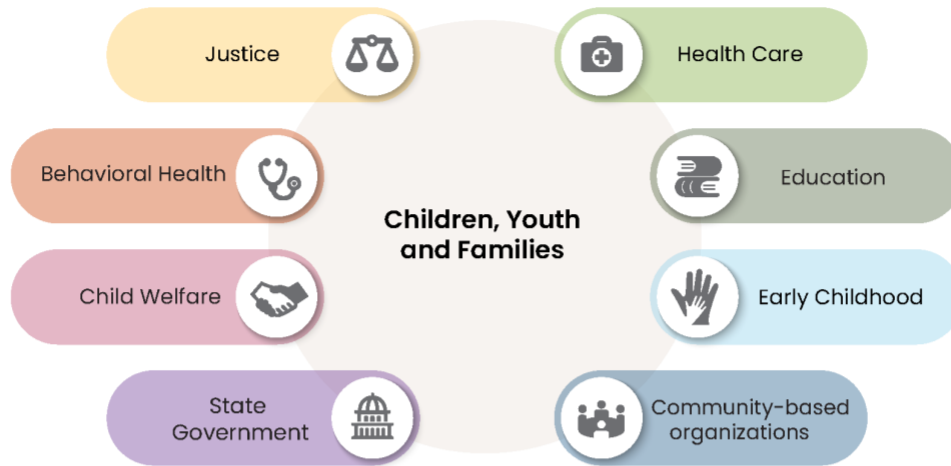 Justice
Health Care
Behavioral Health
Education
Children, Youth
and Families
Child Welfare
Early Childhood
State
Government
Community-based
organizations